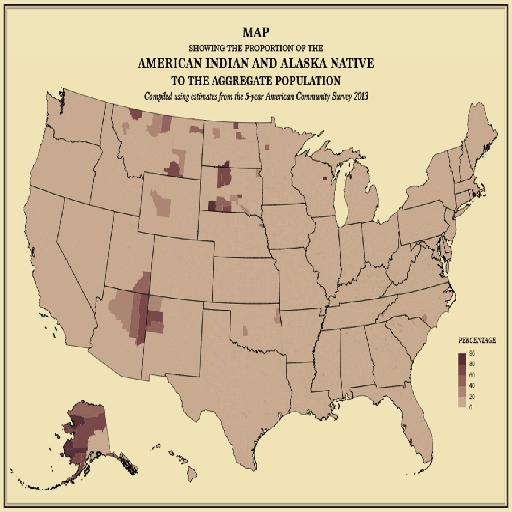 MAP
SHOWING THE PROPORTION OF THE
AMERICAN INDIAN AND ALASKA NATIVE
TO THE AGGREGATE POPULATION
Compiled using estimates from the 5-year American Community Survey 2013
PERCENTAGE
80
60
40
20
0